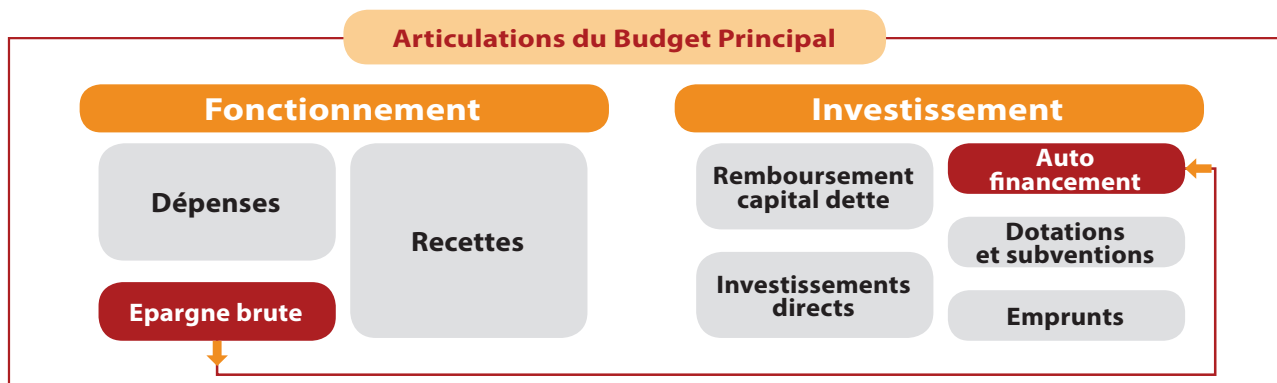 Articulations du Budget Principal
Fonctionnement
Dépenses
Recettes
Epargne brute
Investissement
Remboursement
capital dette
Investissements
directs
Auto
financement
Dotations
et subventions
Emprunts